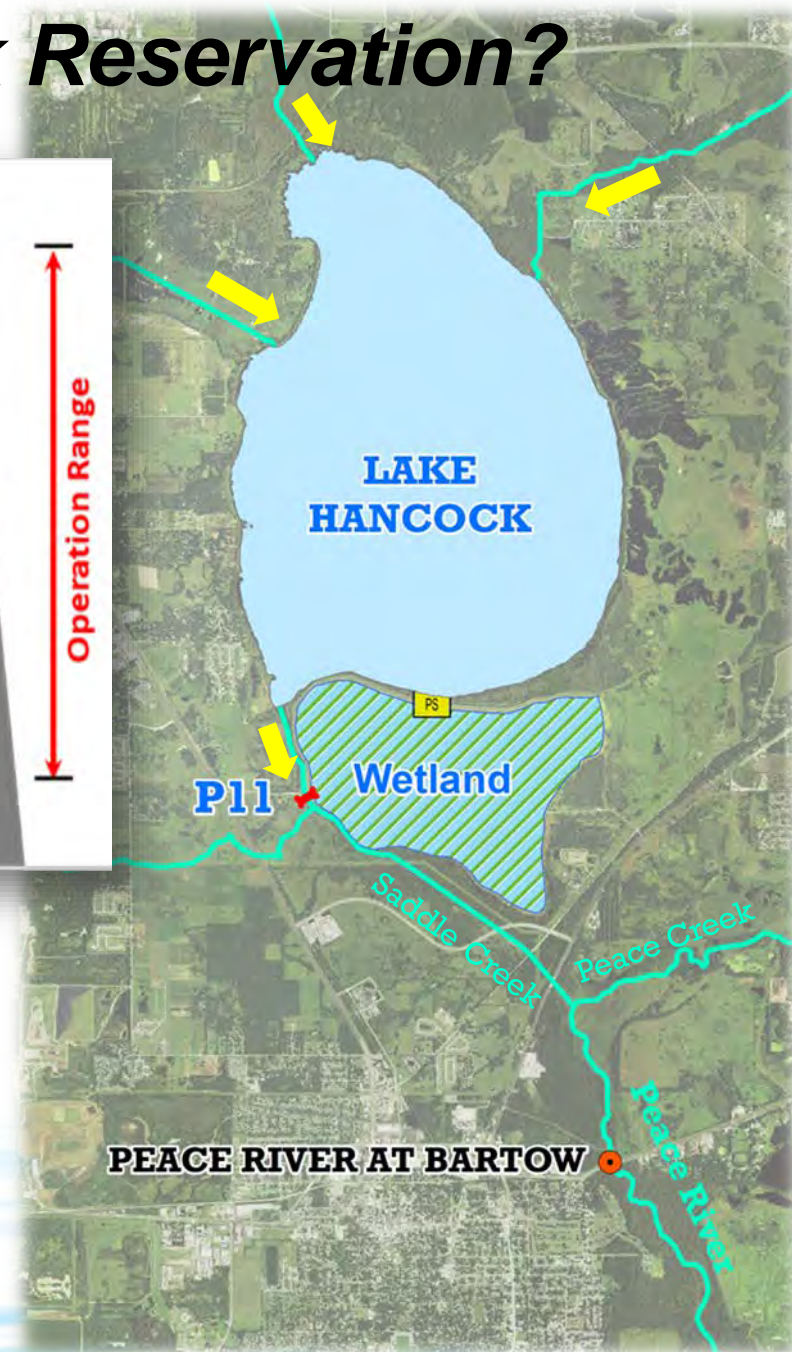 Reservation?
Operation Range
LAKE
HANCOCK
PS
P11
Wetland
Saddle Creek
Peace Creek
PEACE RIVER AT BARTOW
Peace River